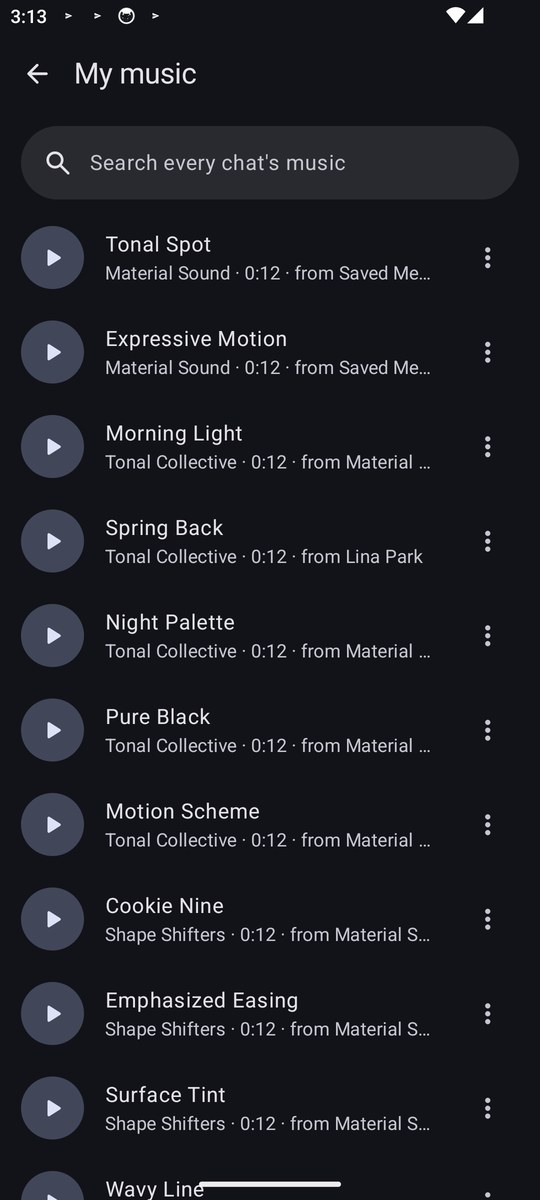 3:13
My music
Search every chat's music
Tonal Spot
Material Sound · 0:12 · from Saved Me…
Expressive Motion
Material Sound · 0:12 · from Saved Me…
Morning Light
Tonal Collective · 0:12 · from Material …
Spring Back
Tonal Collective · 0:12 · from Lina Park
Night Palette
Tonal Collective · 0:12 · from Material …
Pure Black
Tonal Collective · 0:12 · from Material …
Motion Scheme
Tonal Collective · 0:12 · from Material …
Cookie Nine
Shape Shifters · 0:12 · from Material S…
Emphasized Easing
Shape Shifters · 0:12 · from Material S…
Surface Tint
Shape Shifters · 0:12 · from Material S…
Wavy Line